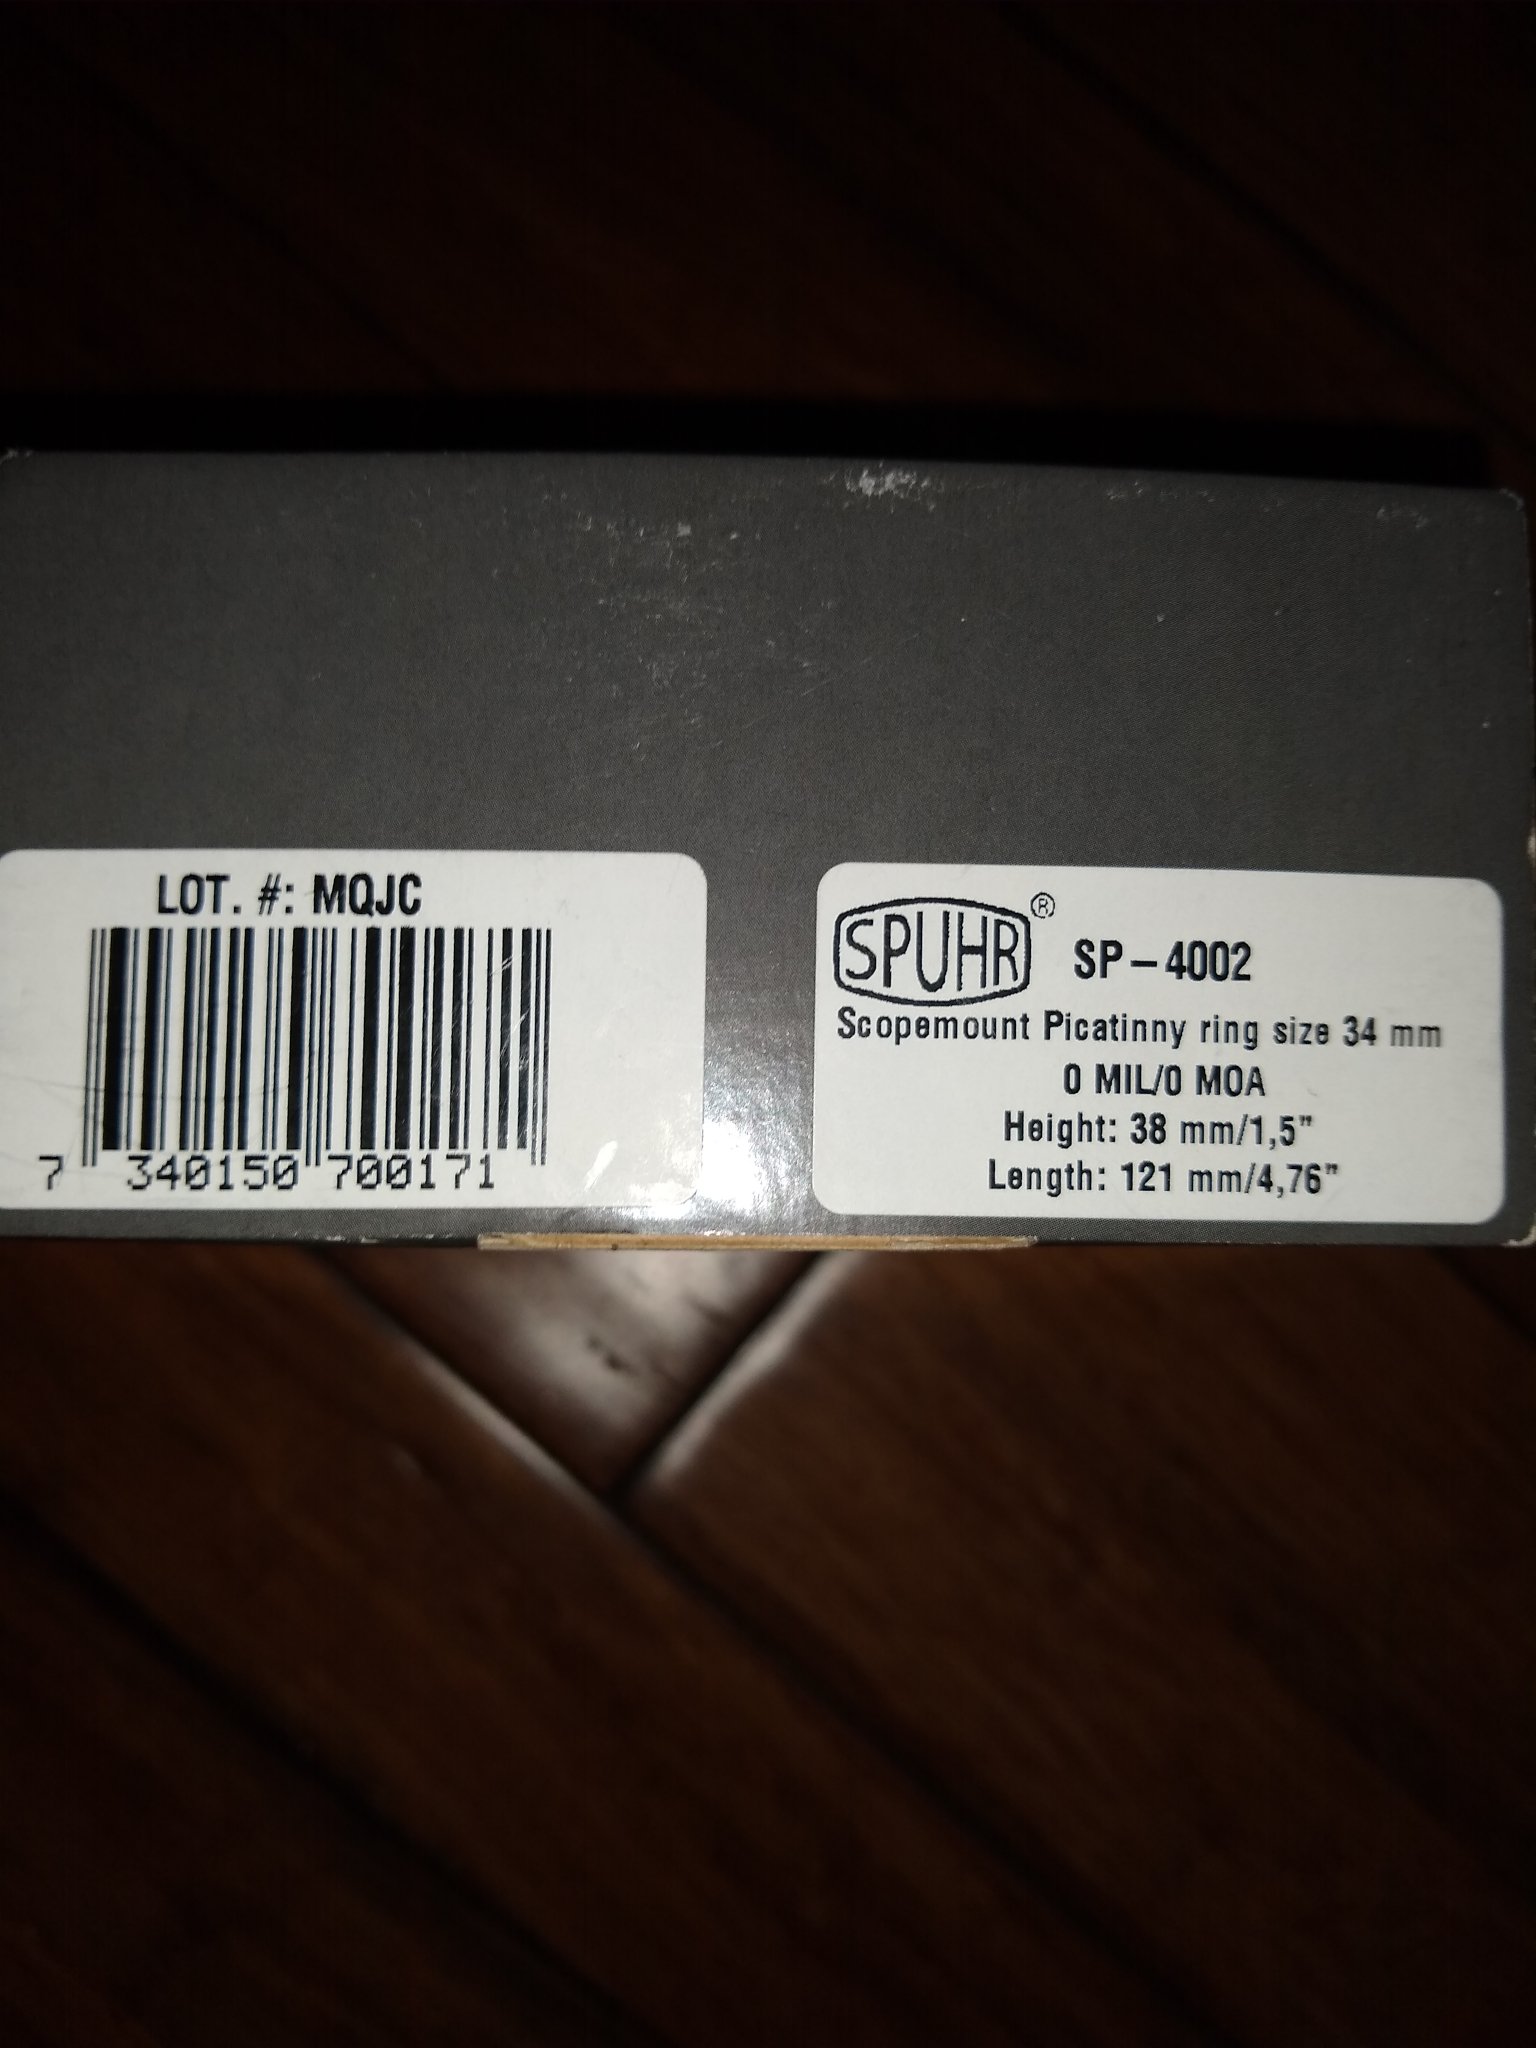 LOT. #: MQJC
7 340150 700171
SPUHR® SP-4002
Scopemount Picatinny ring size 34 mm
0 MIL/0 MOA
Height: 38 mm/1,5”
Length: 121 mm/4,76”